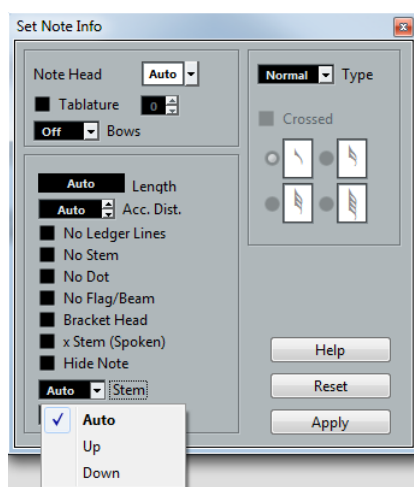 Set Note Info
Note Head Auto
Tablature 0
Off Bows
Auto Length
Auto Acc. Dist.
No Ledger Lines
No Stem
No Dot
No Flag/Beam
Bracket Head
x Stem (Spoken)
Hide Note
Auto Stem
Auto
Up
Down
Normal Type
Crossed
Help
Reset
Apply